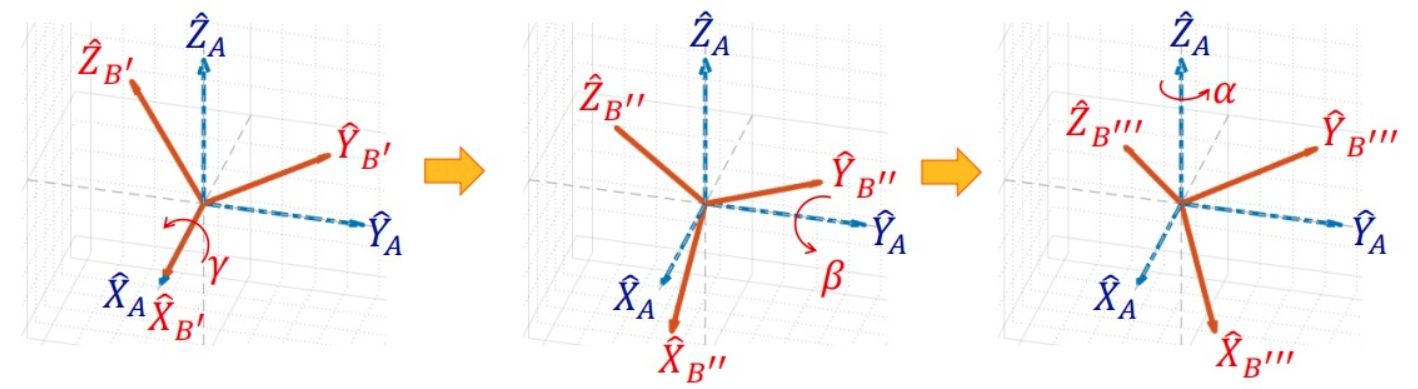 Ẑ_A
Ẑ_B′
Ŷ_B′
Ŷ_A
γ
X̂_A
X̂_B′
Ẑ_A
Ẑ_B″
Ŷ_B″
Ŷ_A
β
X̂_A
X̂_B″
Ẑ_A
α
Ẑ_B‴
Ŷ_B‴
Ŷ_A
X̂_A
X̂_B‴